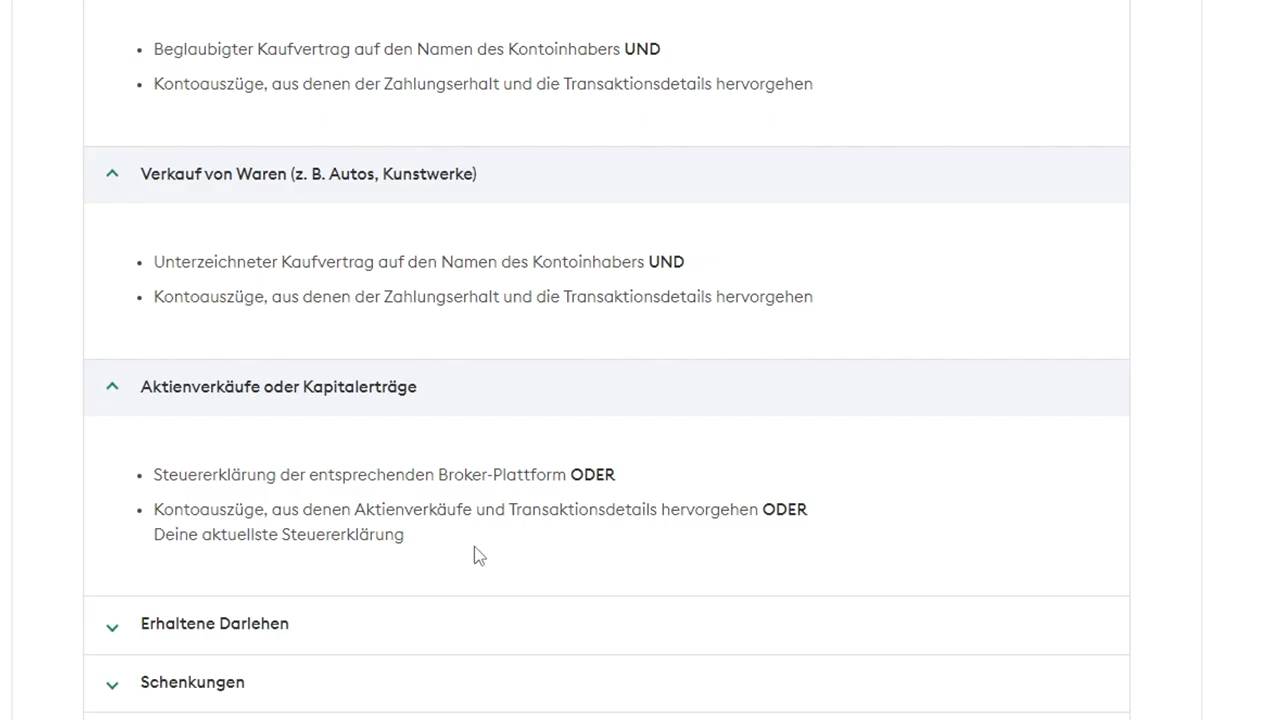 Beglaubigter Kaufvertrag auf den Namen des Kontoinhabers UND
Kontoauszüge, aus denen der Zahlungserhalt und die Transaktionsdetails hervorgehen
Verkauf von Waren (z. B. Autos, Kunstwerke)
Unterzeichneter Kaufvertrag auf den Namen des Kontoinhabers UND
Kontoauszüge, aus denen der Zahlungserhalt und die Transaktionsdetails hervorgehen
Aktienverkäufe oder Kapitalerträge
Steuererklärung der entsprechenden Broker-Plattform ODER
Kontoauszüge, aus denen Aktienverkäufe und Transaktionsdetails hervorgehen ODER
Deine aktuellste Steuererklärung
Erhaltene Darlehen
Schenkungen